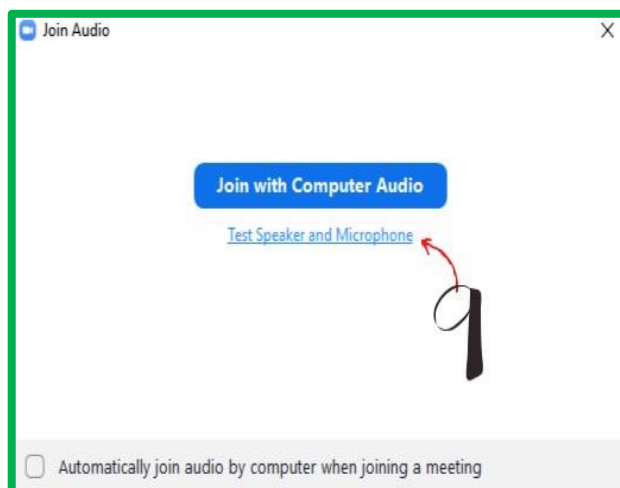 Join Audio X
Join with Computer Audio
Test Speaker and Microphone
9
Automatically join audio by computer when joining a meeting